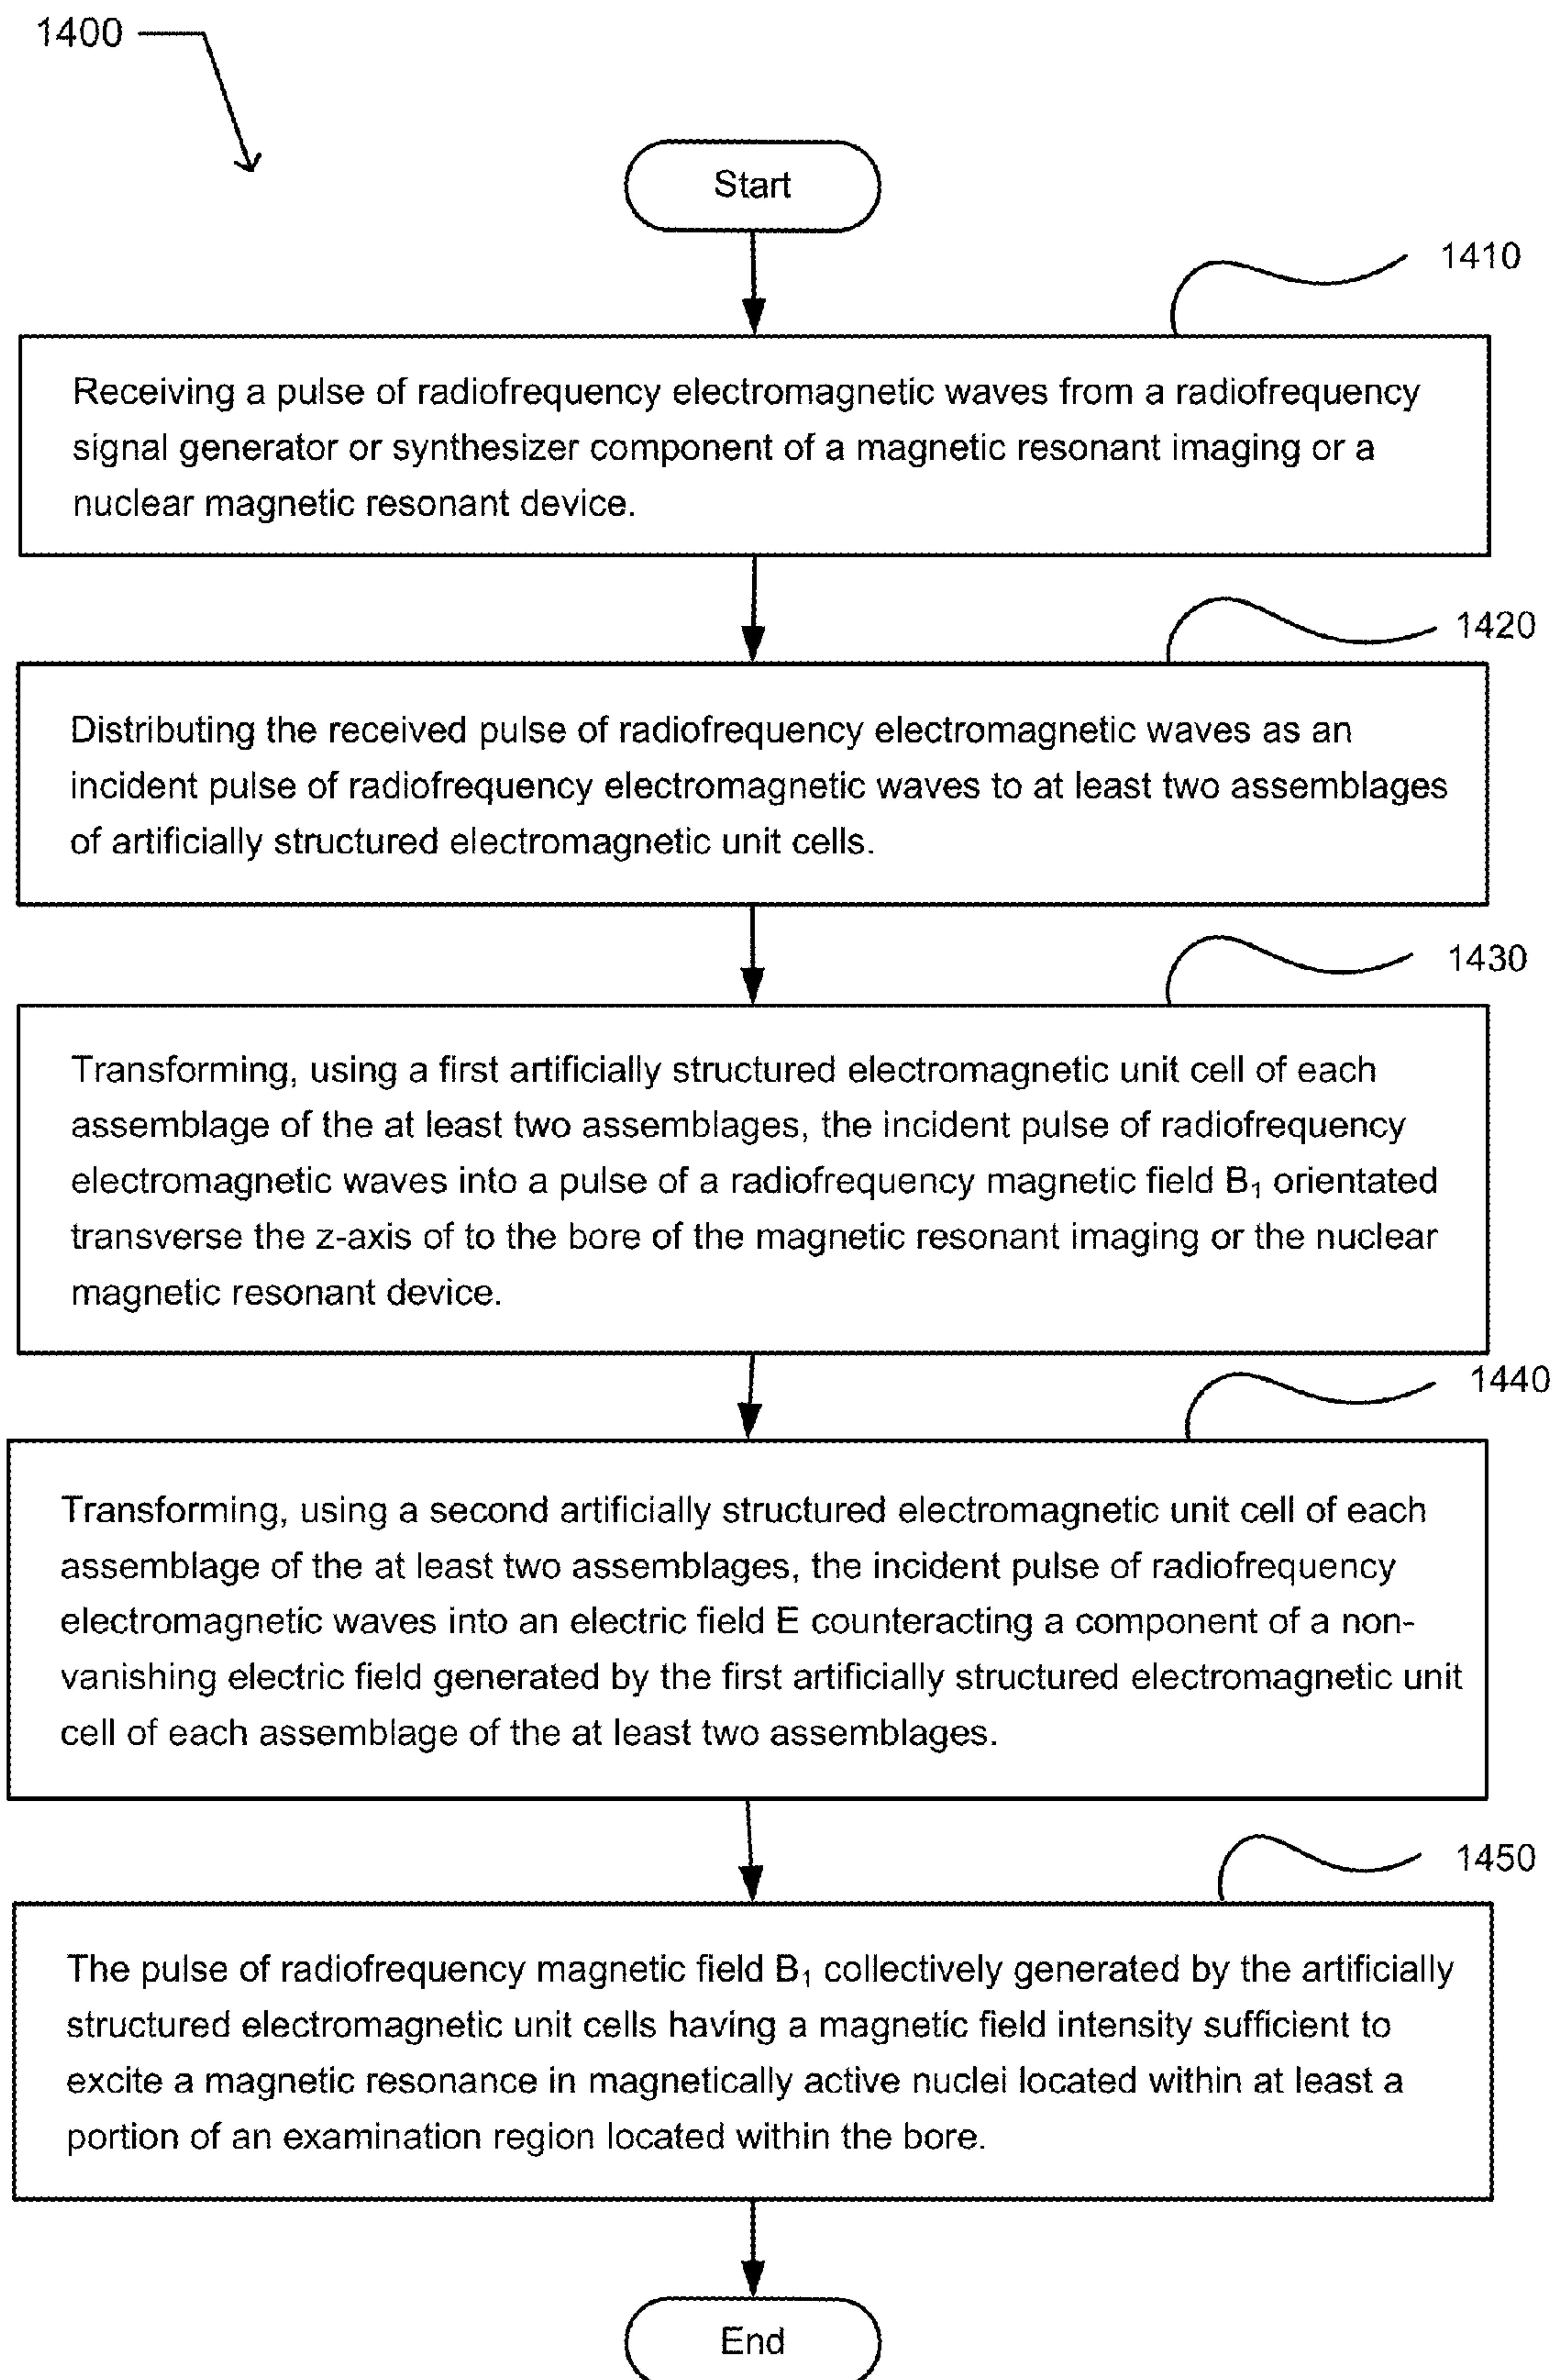 1400
Start
1410
Receiving a pulse of radiofrequency electromagnetic waves from a radiofrequency
signal generator or synthesizer component of a magnetic resonant imaging or a
nuclear magnetic resonant device.
1420
Distributing the received pulse of radiofrequency electromagnetic waves as an
incident pulse of radiofrequency electromagnetic waves to at least two assemblages
of artificially structured electromagnetic unit cells.
1430
Transforming, using a first artificially structured electromagnetic unit cell of each
assemblage of the at least two assemblages, the incident pulse of radiofrequency
electromagnetic waves into a pulse of a radiofrequency magnetic field B₁ orientated
transverse the z-axis of to the bore of the magnetic resonant imaging or the nuclear
magnetic resonant device.
1440
Transforming, using a second artificially structured electromagnetic unit cell of each
assemblage of the at least two assemblages, the incident pulse of radiofrequency
electromagnetic waves into an electric field E counteracting a component of a non-
vanishing electric field generated by the first artificially structured electromagnetic unit
cell of each assemblage of the at least two assemblages.
1450
The pulse of radiofrequency magnetic field B₁ collectively generated by the artificially
structured electromagnetic unit cells having a magnetic field intensity sufficient to
excite a magnetic resonance in magnetically active nuclei located within at least a
portion of an examination region located within the bore.
End